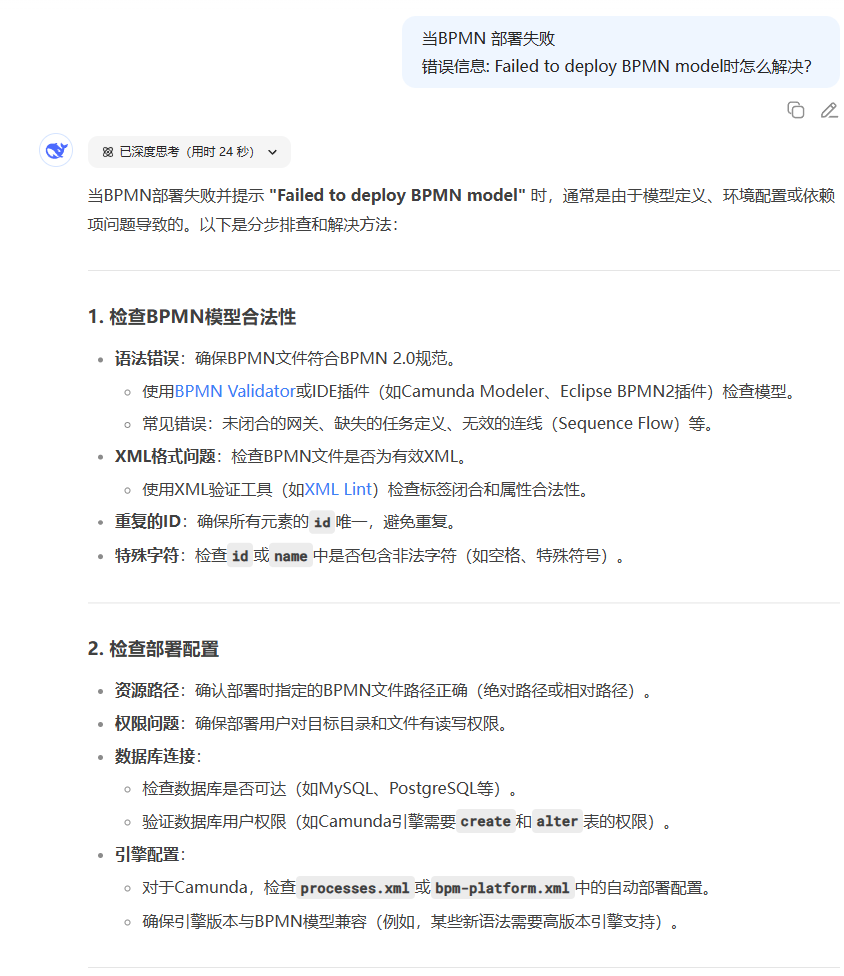 当BPMN 部署失败
错误信息: Failed to deploy BPMN model时怎么解决?
已深度思考（用时 24 秒）
当BPMN部署失败并提示 "Failed to deploy BPMN model" 时，通常是由于模型定义、环境配置或依赖
项问题导致的。以下是分步排查和解决方法：
1. 检查BPMN模型合法性
• 语法错误：确保BPMN文件符合BPMN 2.0规范。
◦ 使用BPMN Validator或IDE插件（如Camunda Modeler、Eclipse BPMN2插件）检查模型。
◦ 常见错误：未闭合的网关、缺失的任务定义、无效的连线（Sequence Flow）等。
• XML格式问题：检查BPMN文件是否为有效XML。
◦ 使用XML验证工具（如XML Lint）检查标签闭合和属性合法性。
• 重复的ID：确保所有元素的 id 唯一，避免重复。
• 特殊字符：检查 id 或 name 中是否包含非法字符（如空格、特殊符号）。
2. 检查部署配置
• 资源路径：确认部署时指定的BPMN文件路径正确（绝对路径或相对路径）。
• 权限问题：确保部署用户对目标目录和文件有读写权限。
• 数据库连接：
◦ 检查数据库是否可达（如MySQL、PostgreSQL等）。
◦ 验证数据库用户权限（如Camunda引擎需要 create 和 alter 表的权限）。
• 引擎配置：
◦ 对于Camunda，检查 processes.xml 或 bpm-platform.xml 中的自动部署配置。
◦ 确保引擎版本与BPMN模型兼容（例如，某些新语法需要高版本引擎支持）。